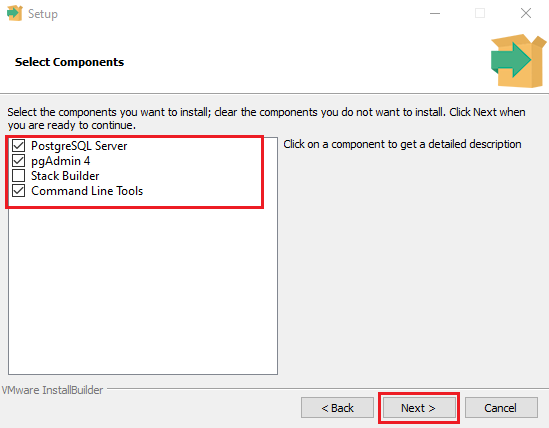 Setup
Select Components
Select the components you want to install; clear the components you do not want to install. Click Next when
you are ready to continue.
PostgreSQL Server
pgAdmin 4
Stack Builder
Command Line Tools
Click on a component to get a detailed description
VMware InstallBuilder
< Back
Next >
Cancel